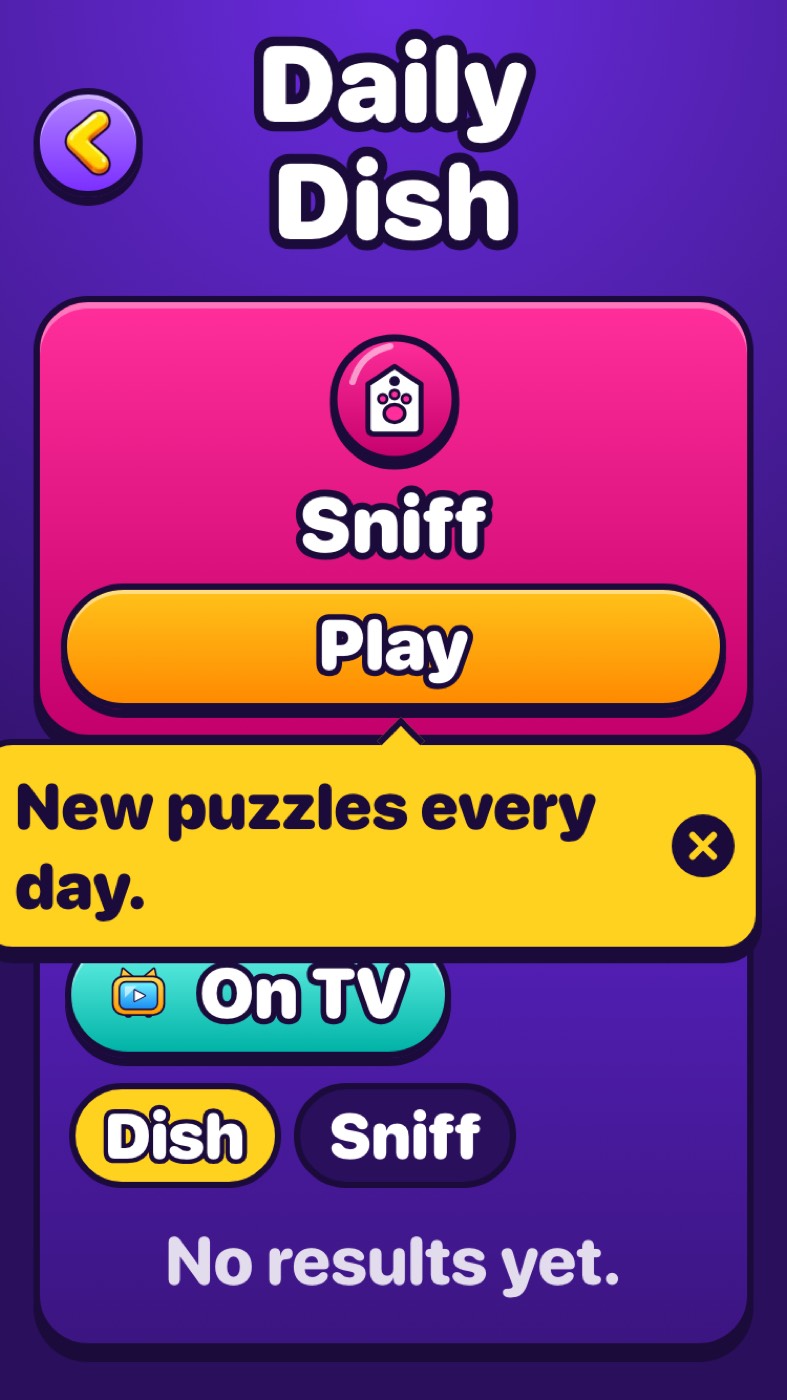 Daily
Dish
Sniff
Play
New puzzles every
day.
On TV
Dish
Sniff
No results yet.